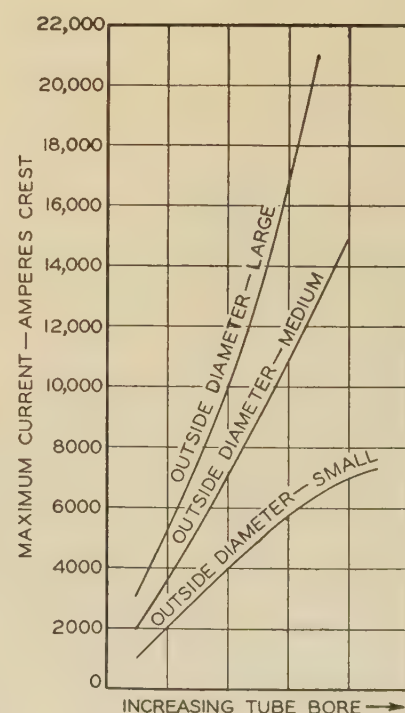 22,000
20,000
18,000
16,000
14,000
12,000
10,000
8000
6000
4000
2000
0
MAXIMUM CURRENT—AMPERES CREST
OUTSIDE DIAMETER—LARGE
OUTSIDE DIAMETER—MEDIUM
OUTSIDE DIAMETER—SMALL
INCREASING TUBE BORE